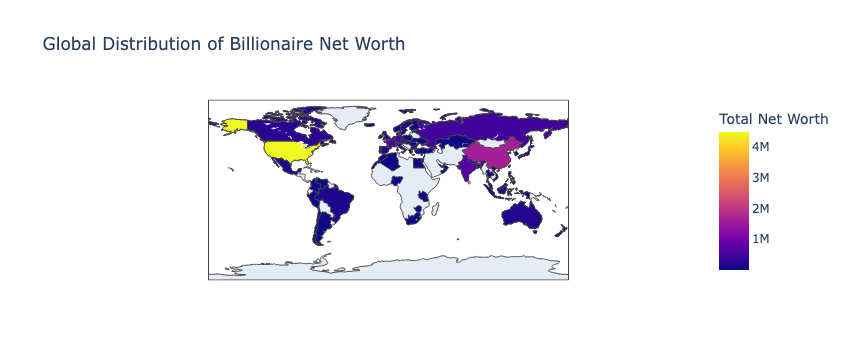 Global Distribution of Billionaire Net Worth
Total Net Worth
4M
3M
2M
1M